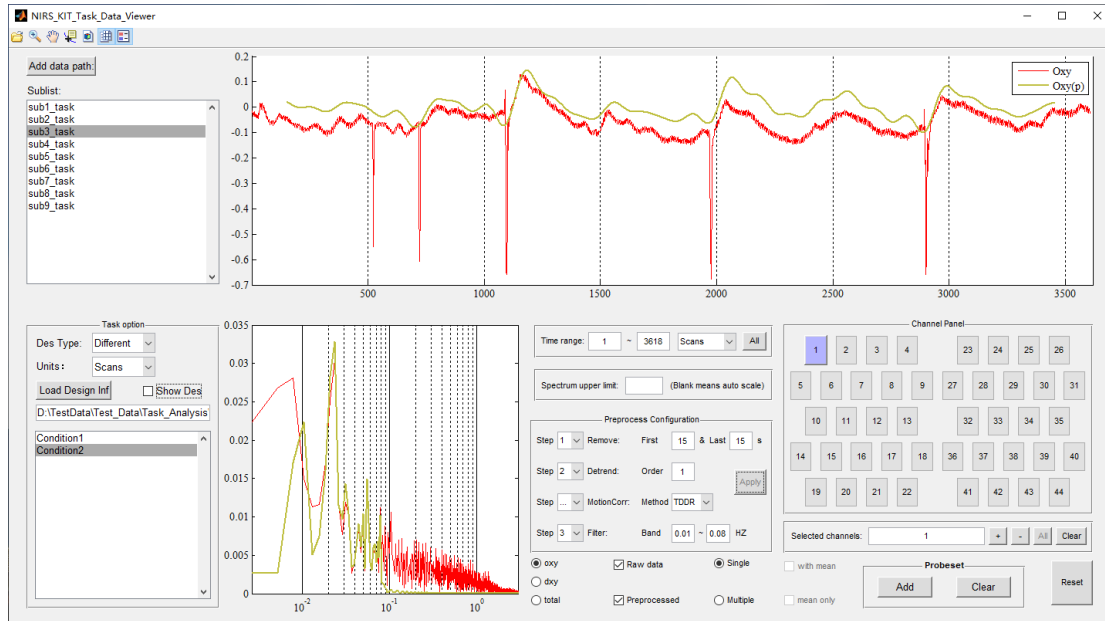 NIRS_KIT_Task_Data_Viewer
Add data path:
Sublist:
sub1_task
sub2_task
sub3_task
sub4_task
sub5_task
sub6_task
sub7_task
sub8_task
sub9_task
0.2
0.1
0
-0.1
-0.2
-0.3
-0.4
-0.5
-0.6
-0.7
500 1000 1500 2000 2500 3000 3500
Oxy
Oxy(p)
Task option
Des Type: Different
Units: Scans
Load Design Inf Show Des
D:\TestData\Test_Data\Task_Analysis
Condition1
Condition2
0.035
0.03
0.025
0.02
0.015
0.01
0.005
0
10-2 10-1 100
Time range: 1 ~ 3618 Scans All
Spectrum upper limit: (Blank means auto scale)
Preprocess Configuration
Step 1 Remove: First 15 & Last 15 s
Step 2 Detrend: Order 1
Apply
Step ... MotionCorr: Method TDDR
Step 3 Filter: Band 0.01 ~ 0.08 HZ
oxy Raw data Single with mean
dxy
total Preprocessed Multiple mean only
Channel Panel
1 2 3 4 23 24 25 26
5 6 7 8 9 27 28 29 30 31
10 11 12 13 32 33 34 35
14 15 16 17 18 36 37 38 39 40
19 20 21 22 41 42 43 44
Selected channels: 1 + - All Clear
Probeset
Add Clear
Reset